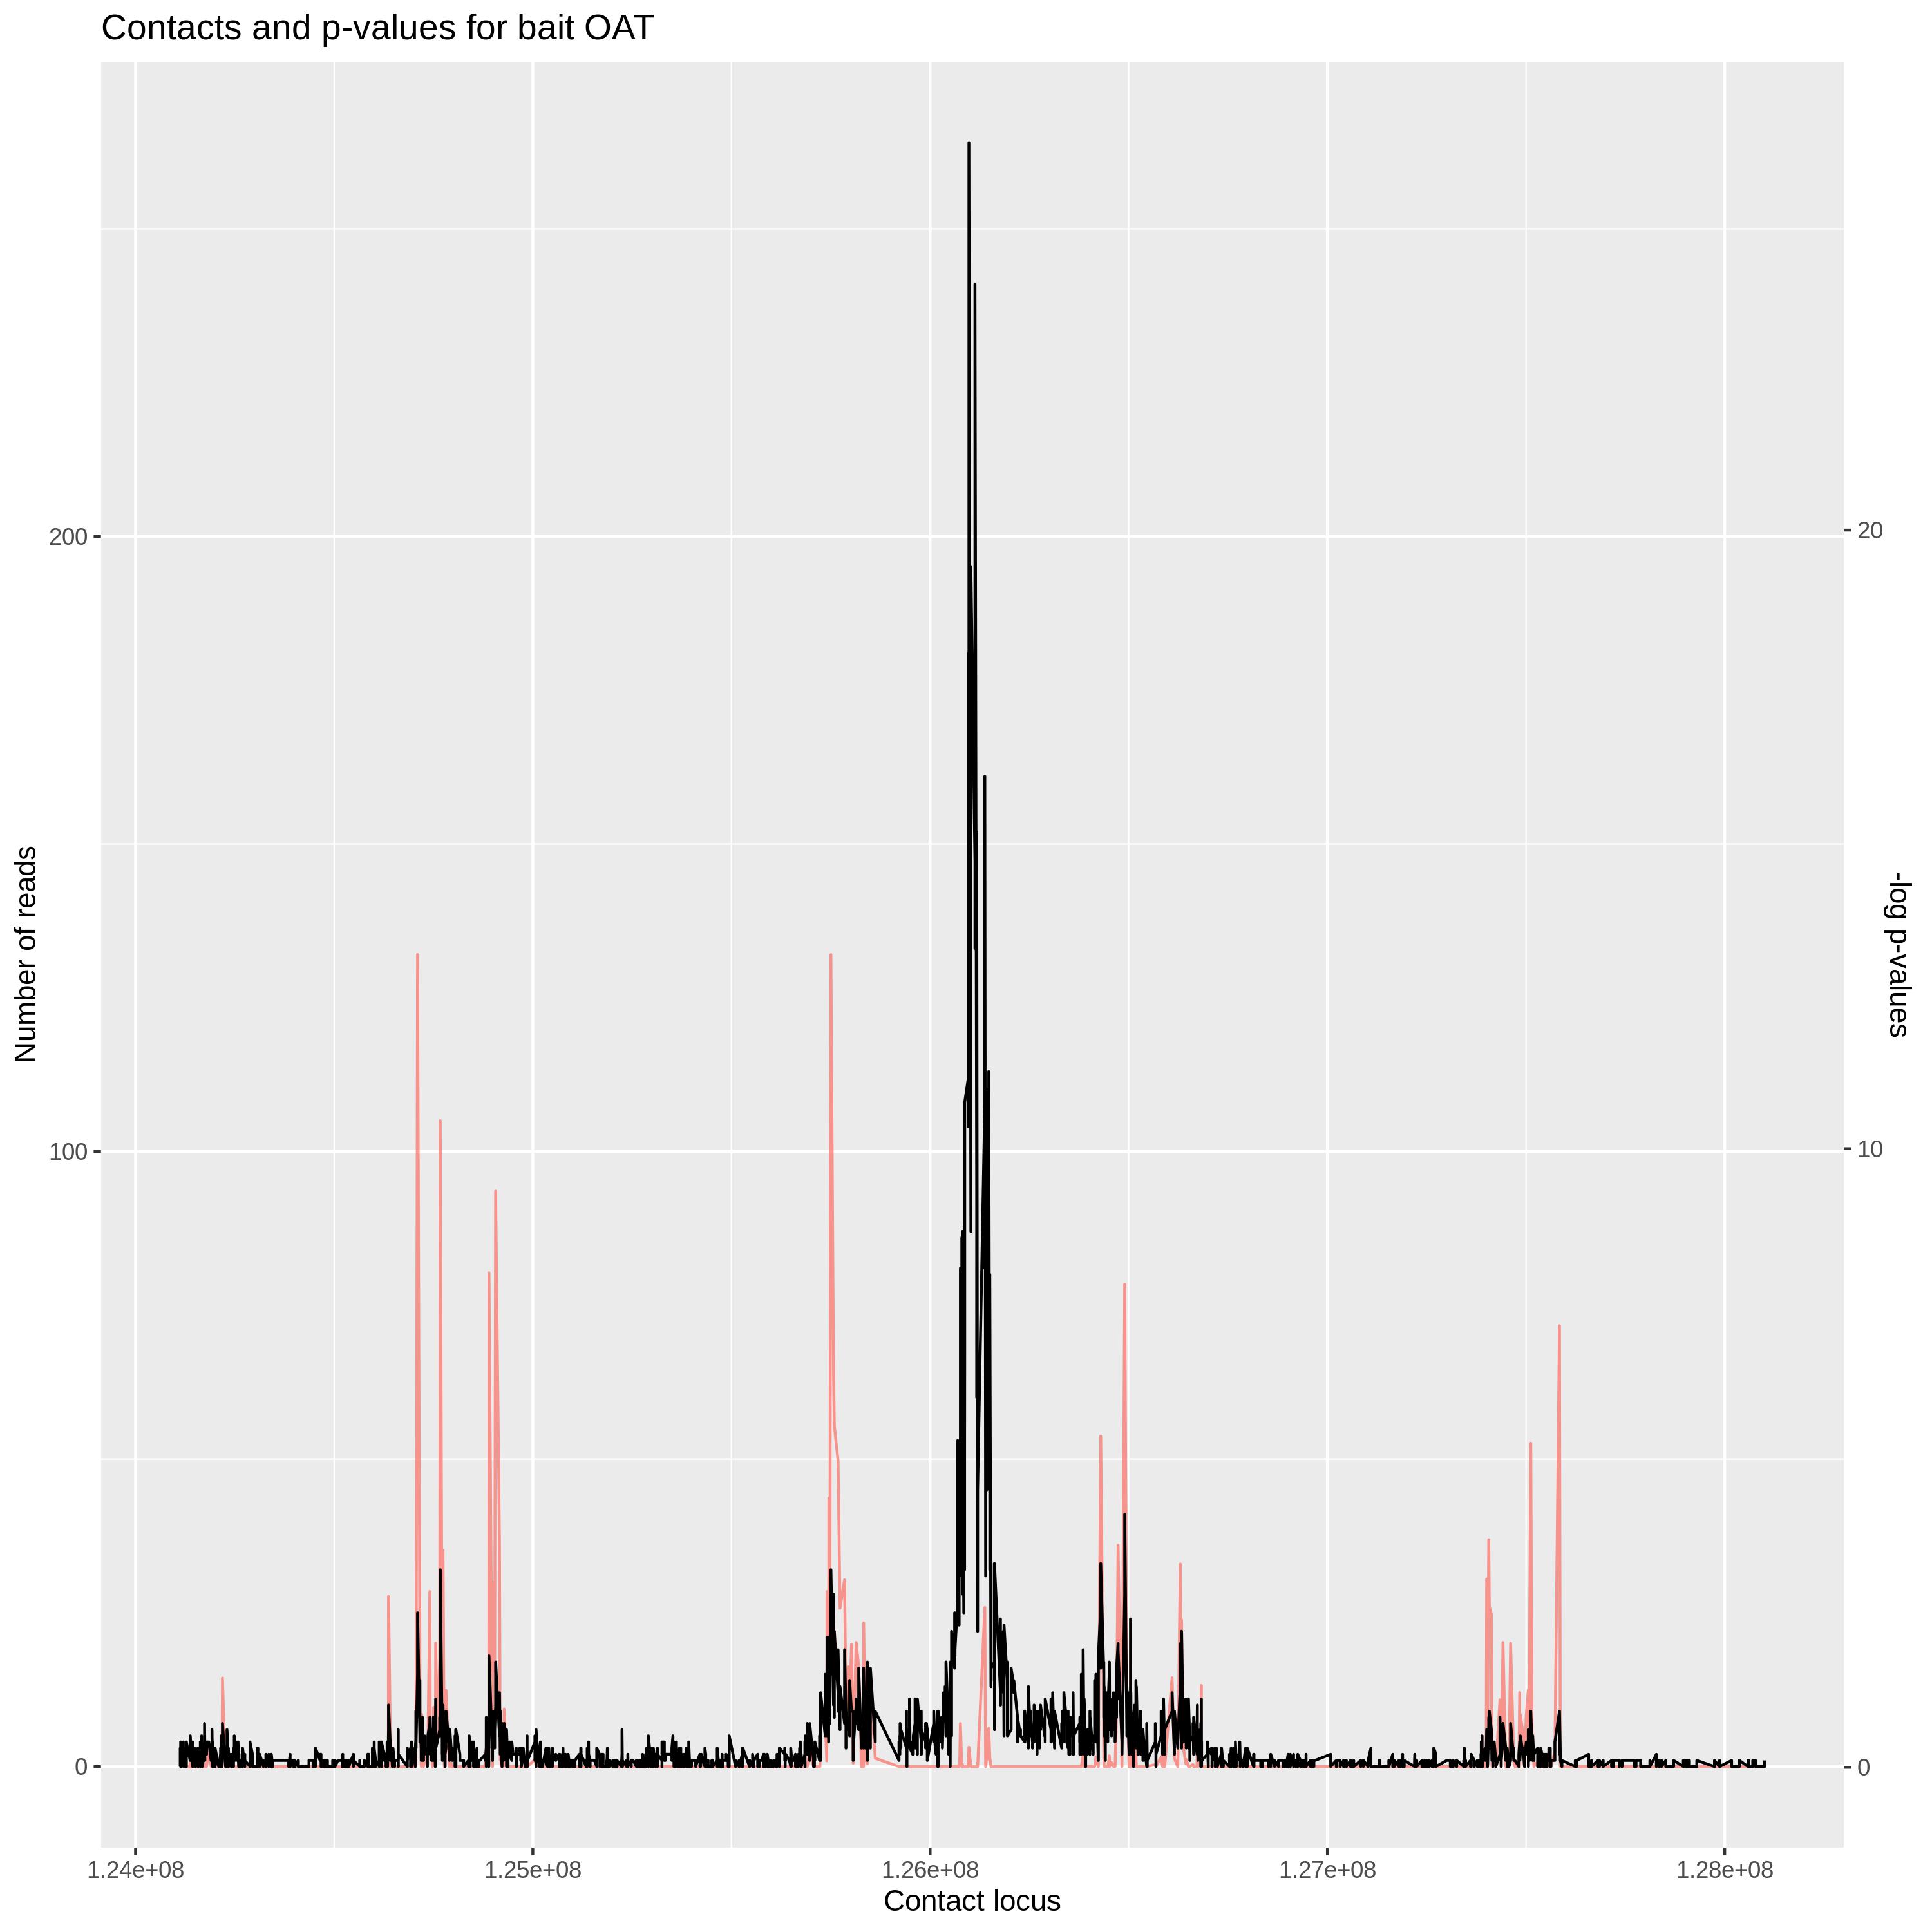 Contacts and p-values for bait OAT
Number of reads
200
100
0
20
10
0
-log p-values
1.24e+08
1.25e+08
1.26e+08
1.27e+08
1.28e+08
Contact locus